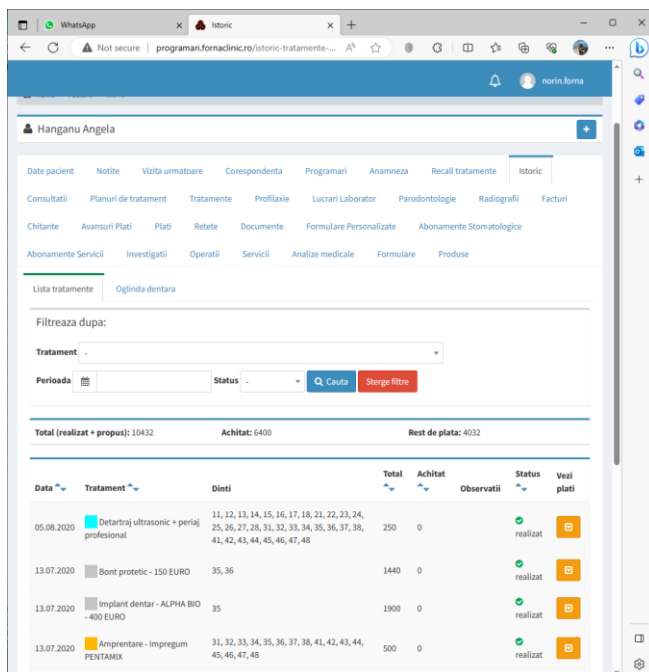 WhatsApp
Istoric
Not secure | programari.fornaclinic.ro/istoric-tratamente-...
norin.forna
Hanganu Angela
Date pacient Notite Vizita urmatoare Corespondenta Programari Anamneza Recall tratamente Istoric
Consultatii Planuri de tratament Tratamente Profilaxie Lucrari Laborator Parodontologie Radiografii Facturi
Chitante Avansuri Plati Plati Retete Documente Formulare Personalizate Abonamente Stomatologice
Abonamente Servicii Investigatii Operatii Servicii Analize medicale Formulare Produse
Lista tratamente Oglinda dentara
Filtreaza dupa:
Tratament -
Perioada Status - Cauta Sterge filtre
Total (realizat + propus): 10432 Achitat: 6400 Rest de plata: 4032
Data Tratament Dinti Total Achitat Observatii Status Vezi plati
05.08.2020 Detartraj ultrasonic + periaj profesional
11, 12, 13, 14, 15, 16, 17, 18, 21, 22, 23, 24,
25, 26, 27, 28, 31, 32, 33, 34, 35, 36, 37, 38,
41, 42, 43, 44, 45, 46, 47, 48
250 0 realizat
13.07.2020 Bont protetic - 150 EURO 35, 36 1440 0 realizat
13.07.2020 Implant dentar - ALPHA BIO - 400 EURO 35 1900 0 realizat
13.07.2020 Amprentare - Impregum PENTAMIX
31, 32, 33, 34, 35, 36, 37, 38, 41, 42, 43, 44,
45, 46, 47, 48
500 0 realizat